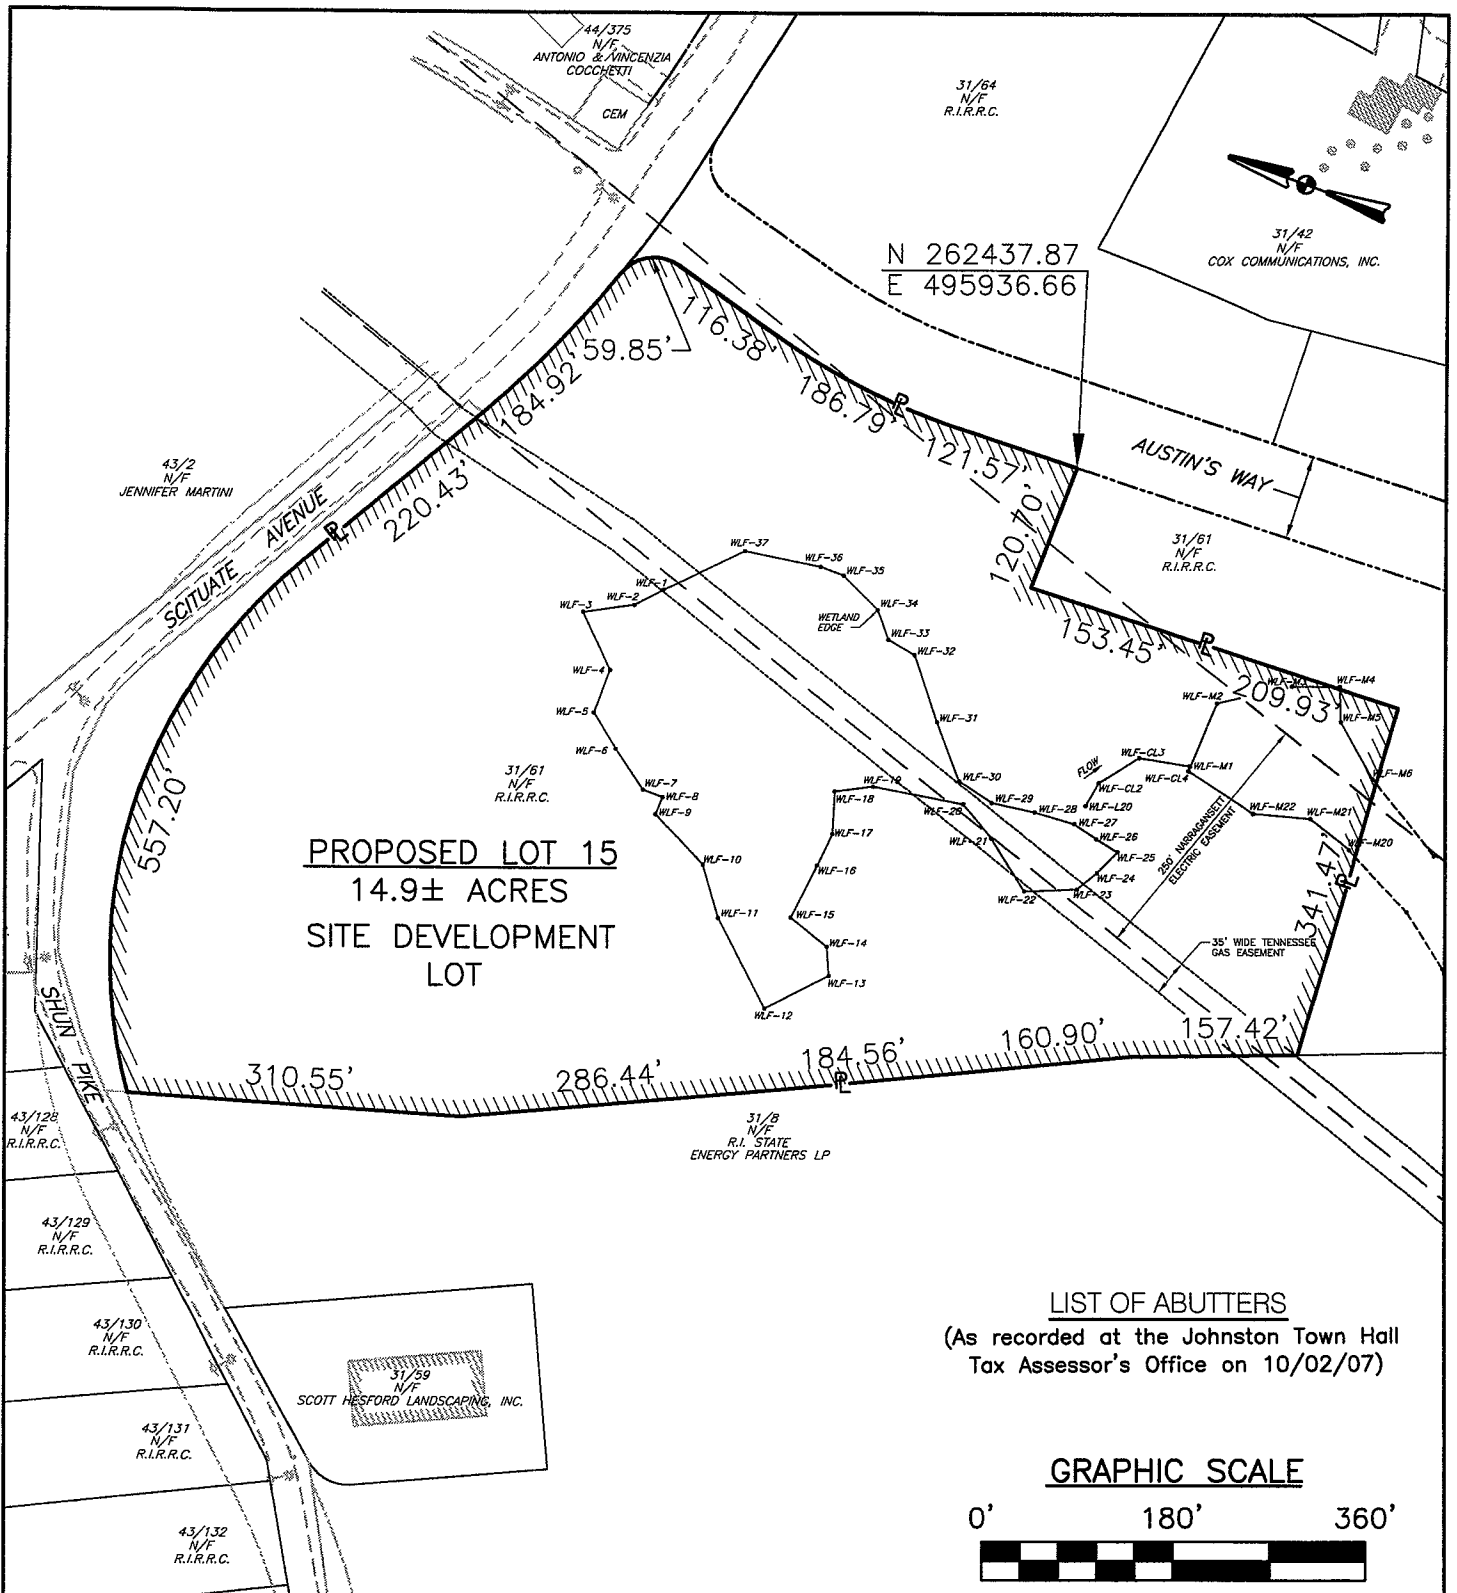 44/375
N/F
ANTONIO & VINCENZIA
COCCHETTI
CEM
31/64
N/F
R.I.R.R.C.
31/42
N/F
COX COMMUNICATIONS, INC.
N 262437.87
E 495936.66
59.85'
116.38'
184.92'
186.79'
121.57'
AUSTIN'S WAY
43/2
N/F
JENNIFER MARTINI
220.43'
SCITUATE AVENUE
120.70'
31/61
N/F
R.I.R.R.C.
153.45'
209.93'
WLF-37
WLF-36
WLF-35
WLF-1
WLF-2
WLF-3
WLF-34
WETLAND
EDGE
WLF-33
WLF-32
WLF-4
WLF-M3
WLF-M4
WLF-M2
WLF-5
WLF-31
WLF-M5
WLF-6
WLF-CL3
WLF-M1
WLF-CL4
FLOW
WLF-M6
31/61
N/F
R.I.R.R.C.
WLF-7
WLF-8
WLF-9
WLF-19
WLF-18
WLF-30
WLF-CL2
WLF-29
WLF-L20
WLF-20
WLF-28
WLF-M22
WLF-M21
WLF-27
WLF-17
WLF-21
WLF-26
WLF-M20
WLF-25
557.20'
PROPOSED LOT 15
14.9± ACRES
SITE DEVELOPMENT
LOT
WLF-10
WLF-16
WLF-24
WLF-22
WLF-23
250' NARRAGANSETT
ELECTRIC EASEMENT
341.47'
WLF-11
WLF-15
WLF-14
35' WIDE TENNESSEE
GAS EASEMENT
WLF-13
WLF-12
SHUN PIKE
310.55'
286.44'
184.56'
160.90'
157.42'
43/128
N/F
R.I.R.R.C.
31/8
N/F
R.I. STATE
ENERGY PARTNERS LP
43/129
N/F
R.I.R.R.C.
43/130
N/F
R.I.R.R.C.
31/59
N/F
SCOTT HESFORD LANDSCAPING, INC.
43/131
N/F
R.I.R.R.C.
43/132
N/F
R.I.R.R.C.
LIST OF ABUTTERS
(As recorded at the Johnston Town Hall
Tax Assessor's Office on 10/02/07)
GRAPHIC SCALE
0' 180' 360'